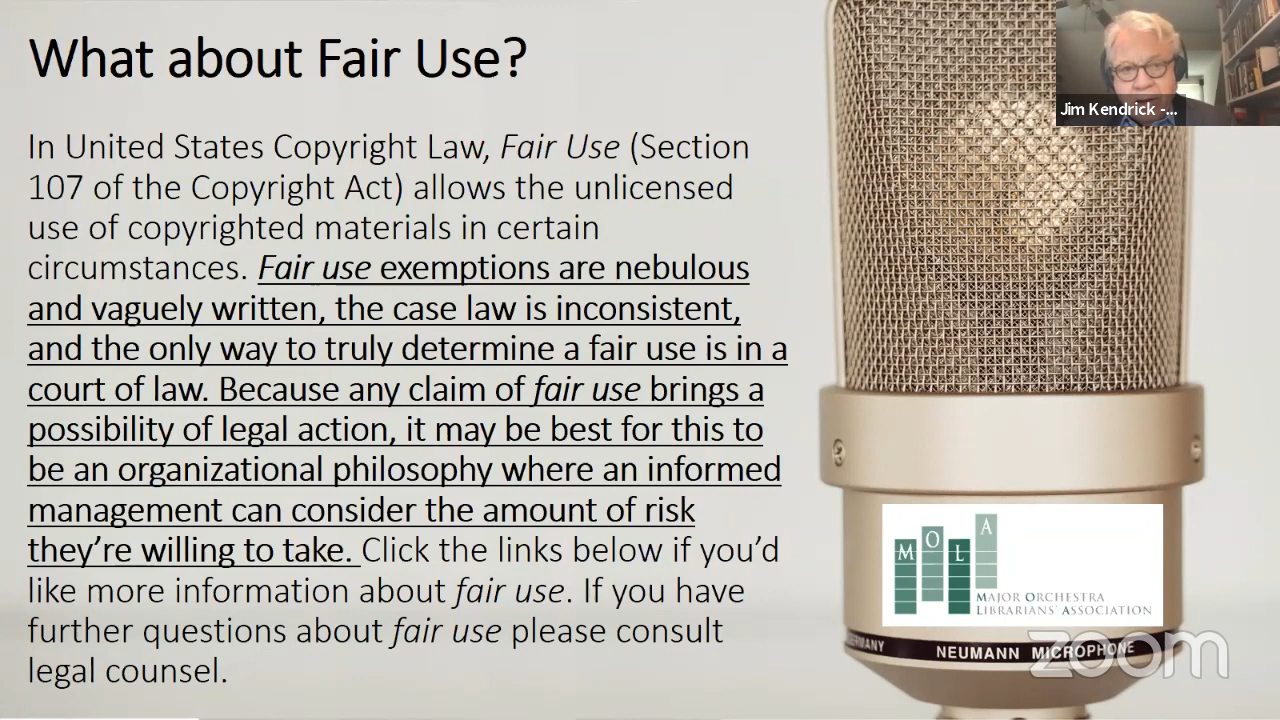 What about Fair Use?
Jim Kendrick -...
In United States Copyright Law, Fair Use (Section
107 of the Copyright Act) allows the unlicensed
use of copyrighted materials in certain
circumstances. Fair use exemptions are nebulous
and vaguely written, the case law is inconsistent,
and the only way to truly determine a fair use is in a
court of law. Because any claim of fair use brings a
possibility of legal action, it may be best for this to
be an organizational philosophy where an informed
management can consider the amount of risk
they’re willing to take. Click the links below if you’d
like more information about fair use. If you have
further questions about fair use please consult
legal counsel.
MOLA
MAJOR ORCHESTRA
LIBRARIANS' ASSOCIATION
NEUMANN MICROPHONE
zoom